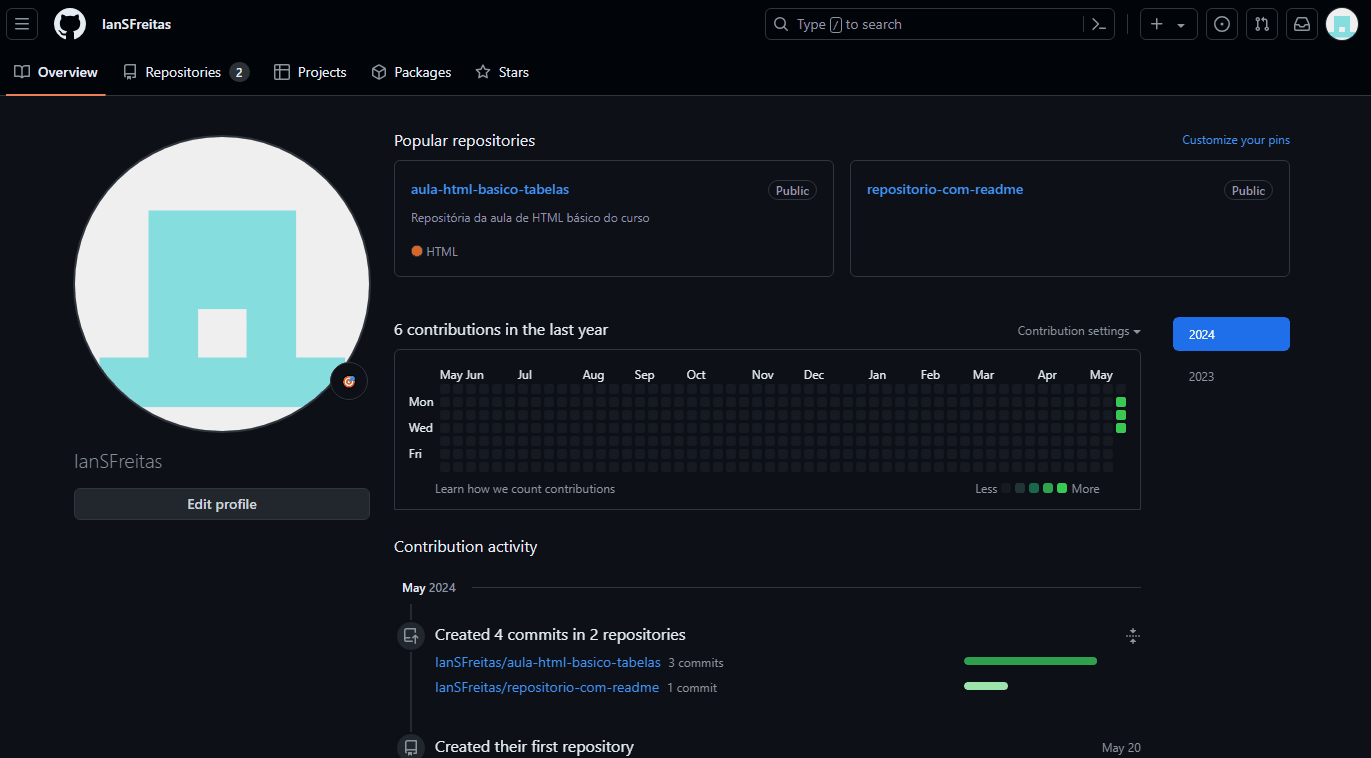 IanSFreitas
Type / to search
Overview
Repositories 2
Projects
Packages
Stars
Popular repositories
Customize your pins
aula-html-basico-tabelas
Public
Repositória da aula de HTML básico do curso
HTML
repositorio-com-readme
Public
6 contributions in the last year
Contribution settings
2024
2023
May Jun Jul Aug Sep Oct Nov Dec Jan Feb Mar Apr May
Mon
Wed
Fri
Learn how we count contributions
Less More
IanSFreitas
Edit profile
Contribution activity
May 2024
Created 4 commits in 2 repositories
IanSFreitas/aula-html-basico-tabelas 3 commits
IanSFreitas/repositorio-com-readme 1 commit
Created their first repository
May 20